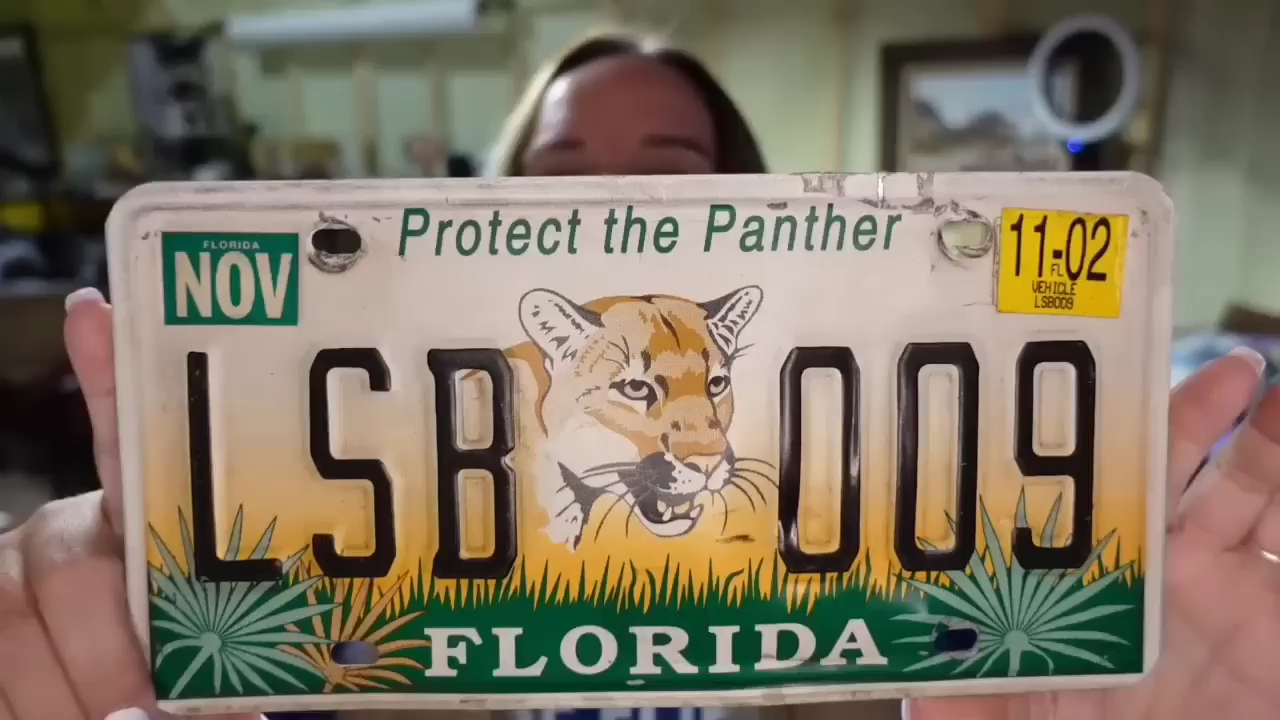 Protect the Panther
FLORIDA
NOV
11-02
FL
VEHICLE
LSB009
LSB 009
FLORIDA